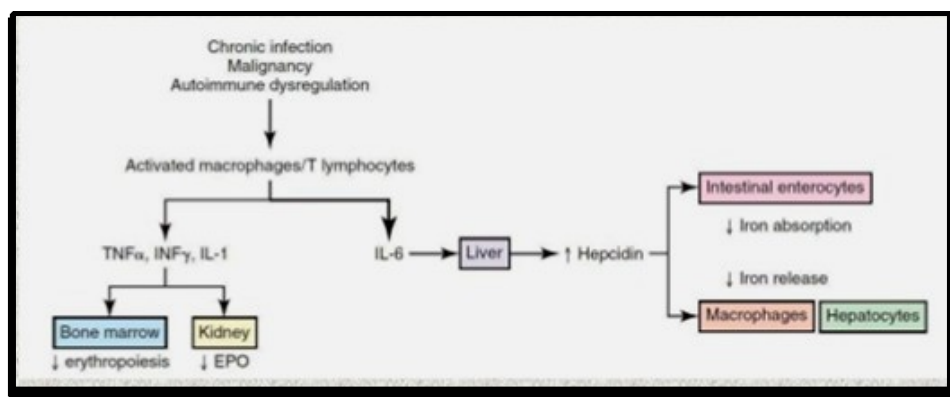 Chronic infection
Malignancy
Autoimmune dysregulation
Activated macrophages/T lymphocytes
TNFα, INFγ, IL-1
IL-6
Liver
↑ Hepcidin
Intestinal enterocytes
↓ Iron absorption
↓ Iron release
Macrophages
Hepatocytes
Bone marrow
↓ erythropoiesis
Kidney
↓ EPO